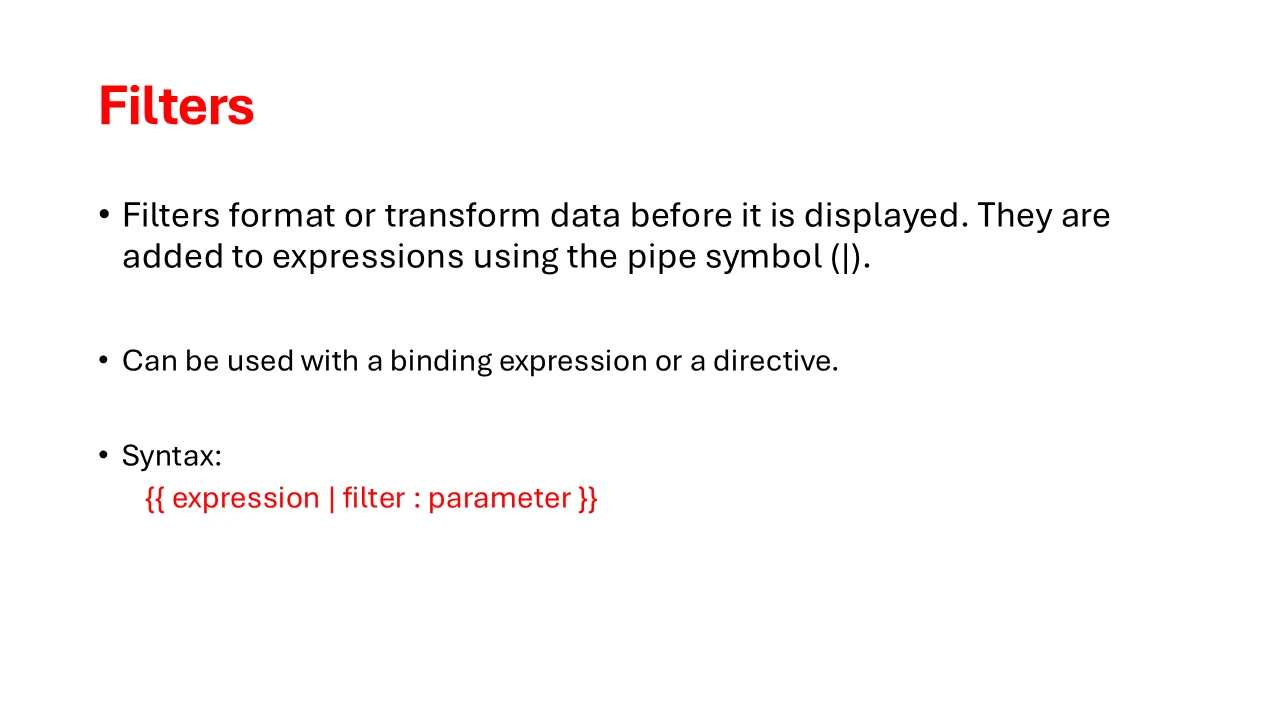 Filters
• Filters format or transform data before it is displayed. They are
added to expressions using the pipe symbol (|).
• Can be used with a binding expression or a directive.
• Syntax:
{{ expression | filter : parameter }}